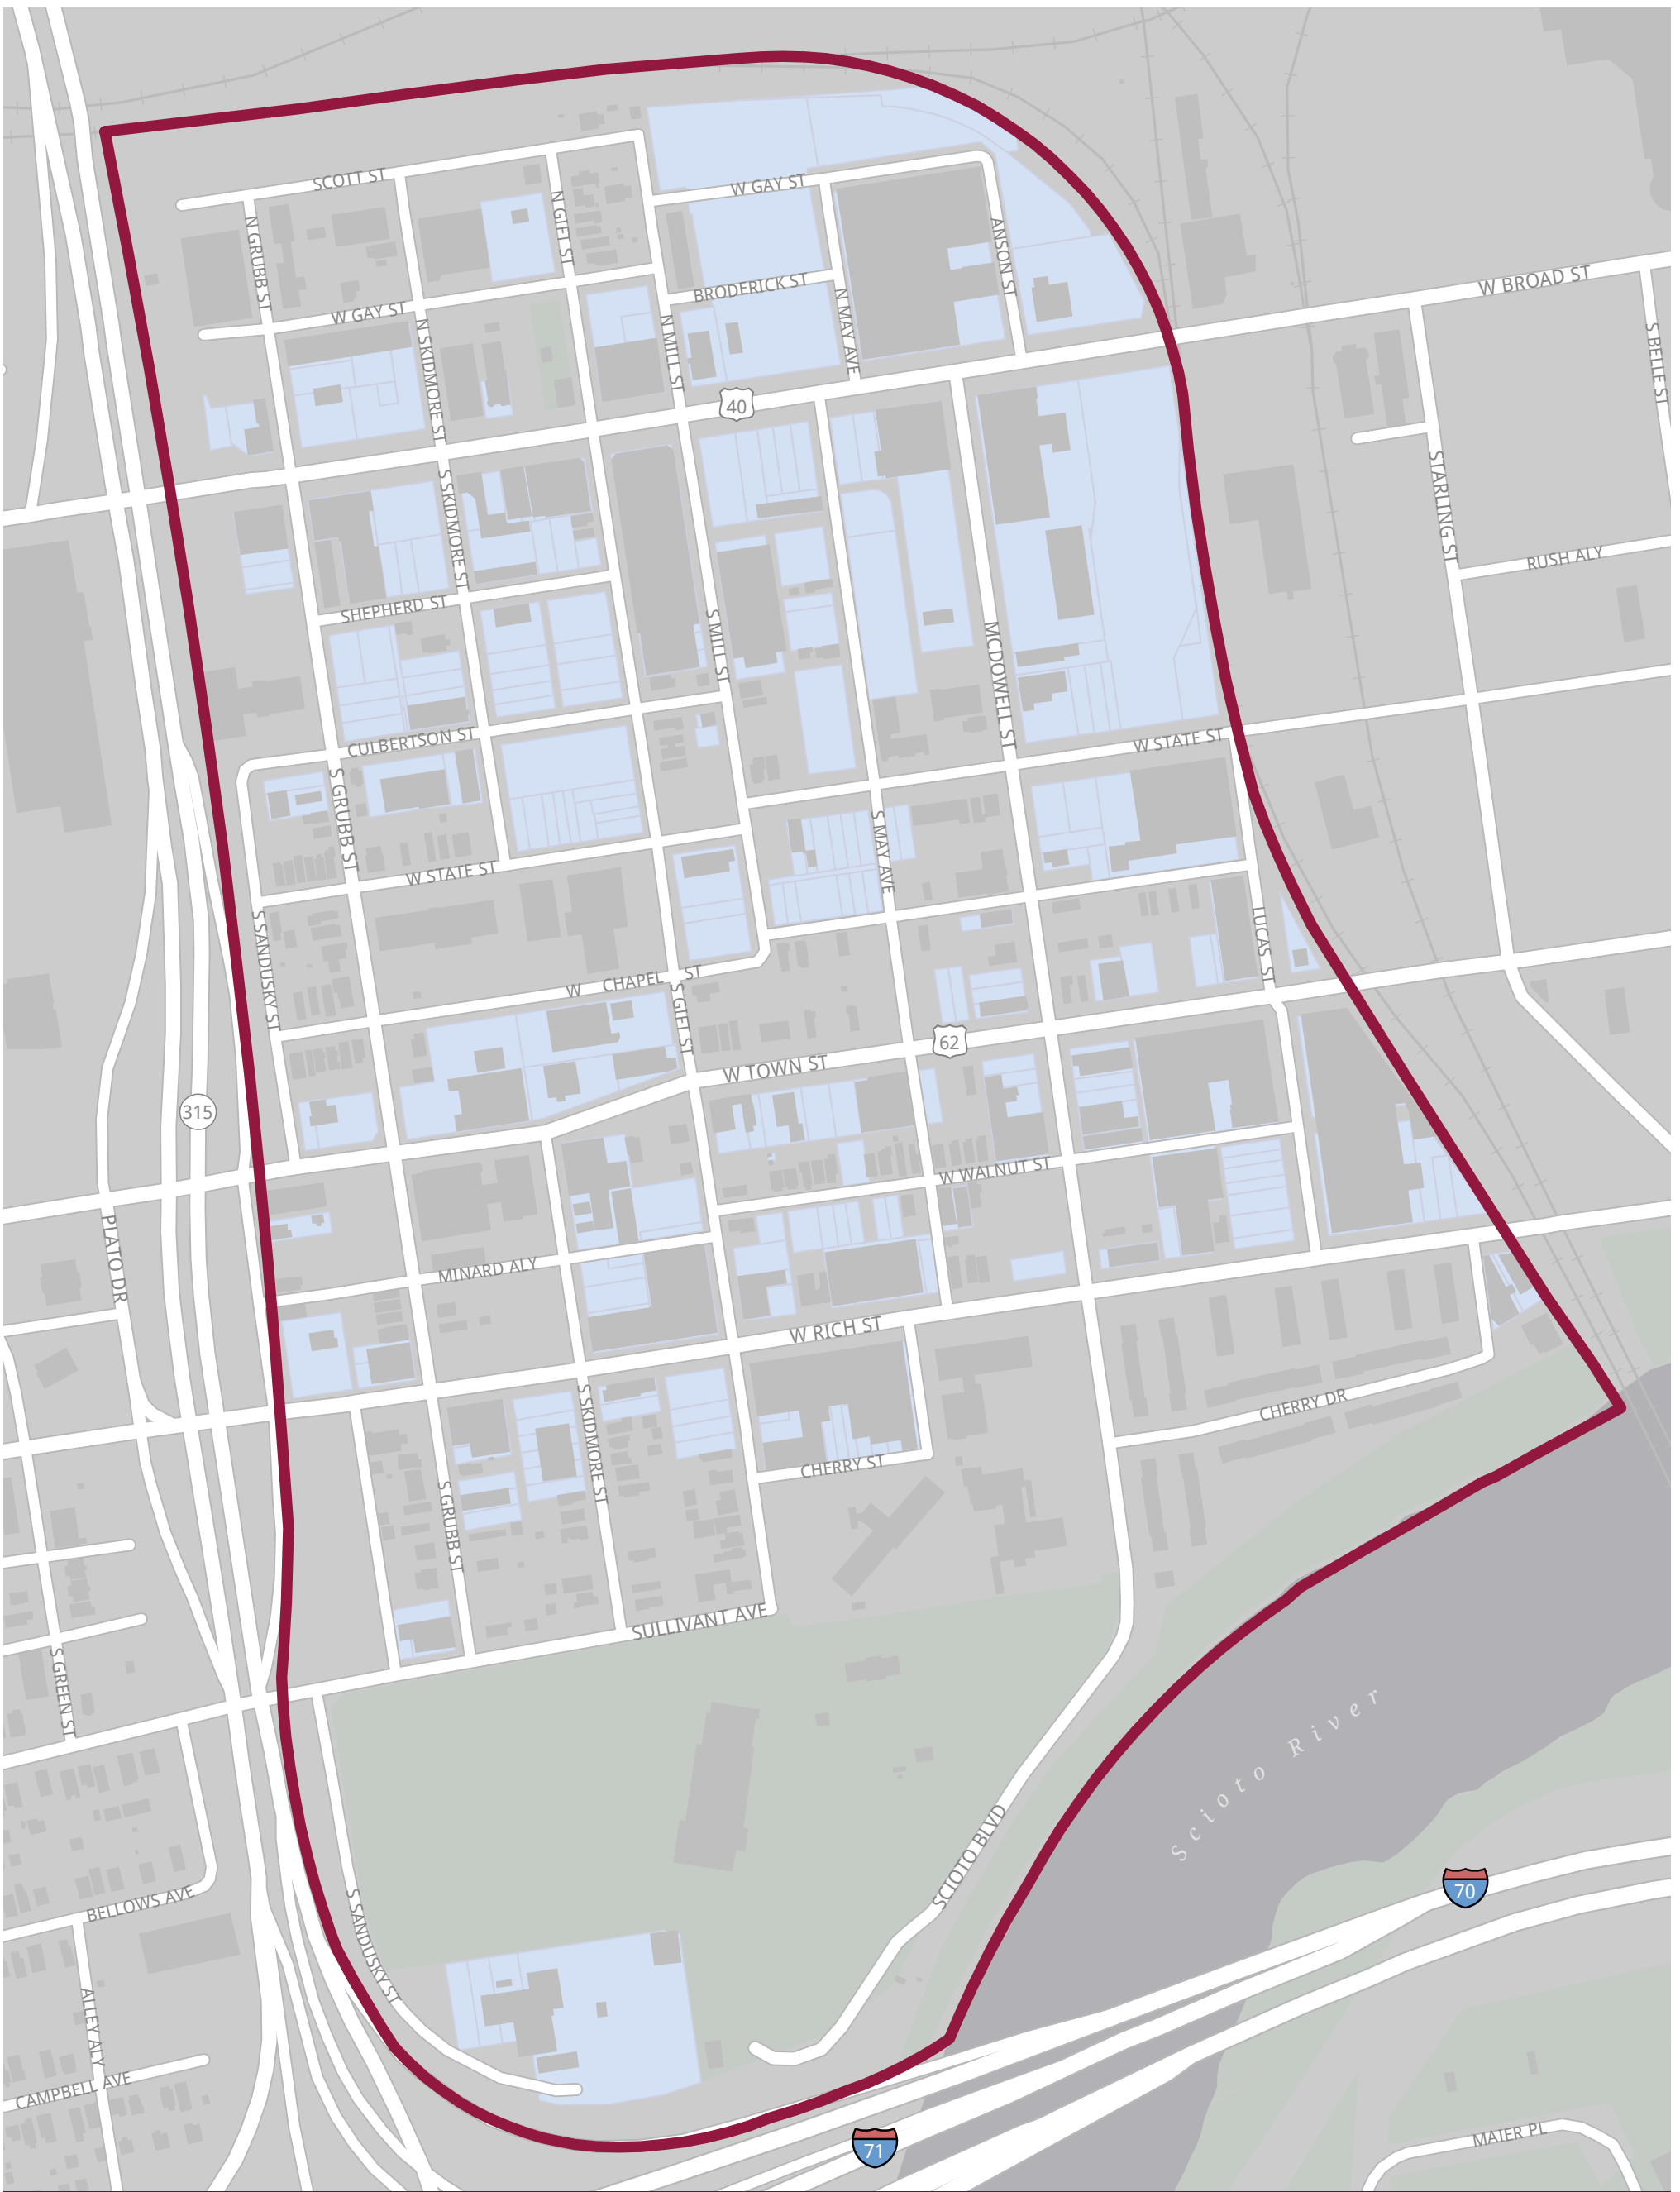 SCOTT ST
W GAY ST
N GIFT ST
N GRUBB ST
ANSON ST
W BROAD ST
BRODERICK ST
W GAY ST
N MAY AVE
N SKIDMORE ST
N MILL ST
S BELLE ST
40
STARLING ST
S SKIDMORE ST
RUSH ALY
SHEPHERD ST
S MILL ST
MCDOWELL ST
CULBERTSON ST
W STATE ST
S GRUBB ST
S MAY AVE
W STATE ST
S SANDUSKY ST
LUCAS ST
W CHAPEL ST
S GIFT ST
62
W TOWN ST
315
W WALNUT ST
PLATO DR
MINARD ALY
W RICH ST
S SKIDMORE ST
CHERRY DR
CHERRY ST
S GRUBB ST
SULLIVANT AVE
S GREEN ST
Scioto River
SCIOTO BLVD
70
BELLOWS AVE
S SANDUSKY ST
ALLEY ALY
CAMPBELL AVE
71
MAIER PL